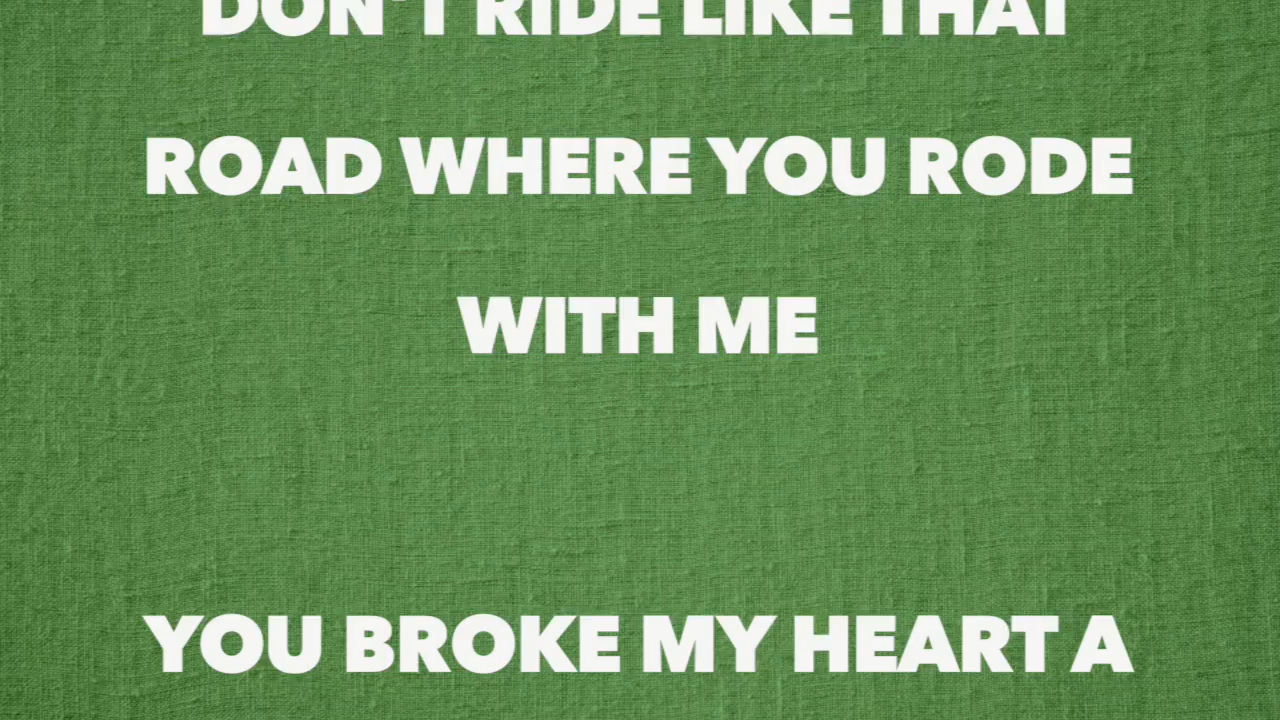 DON'T RIDE LIKE THAT
ROAD WHERE YOU RODE
WITH ME
YOU BROKE MY HEART A